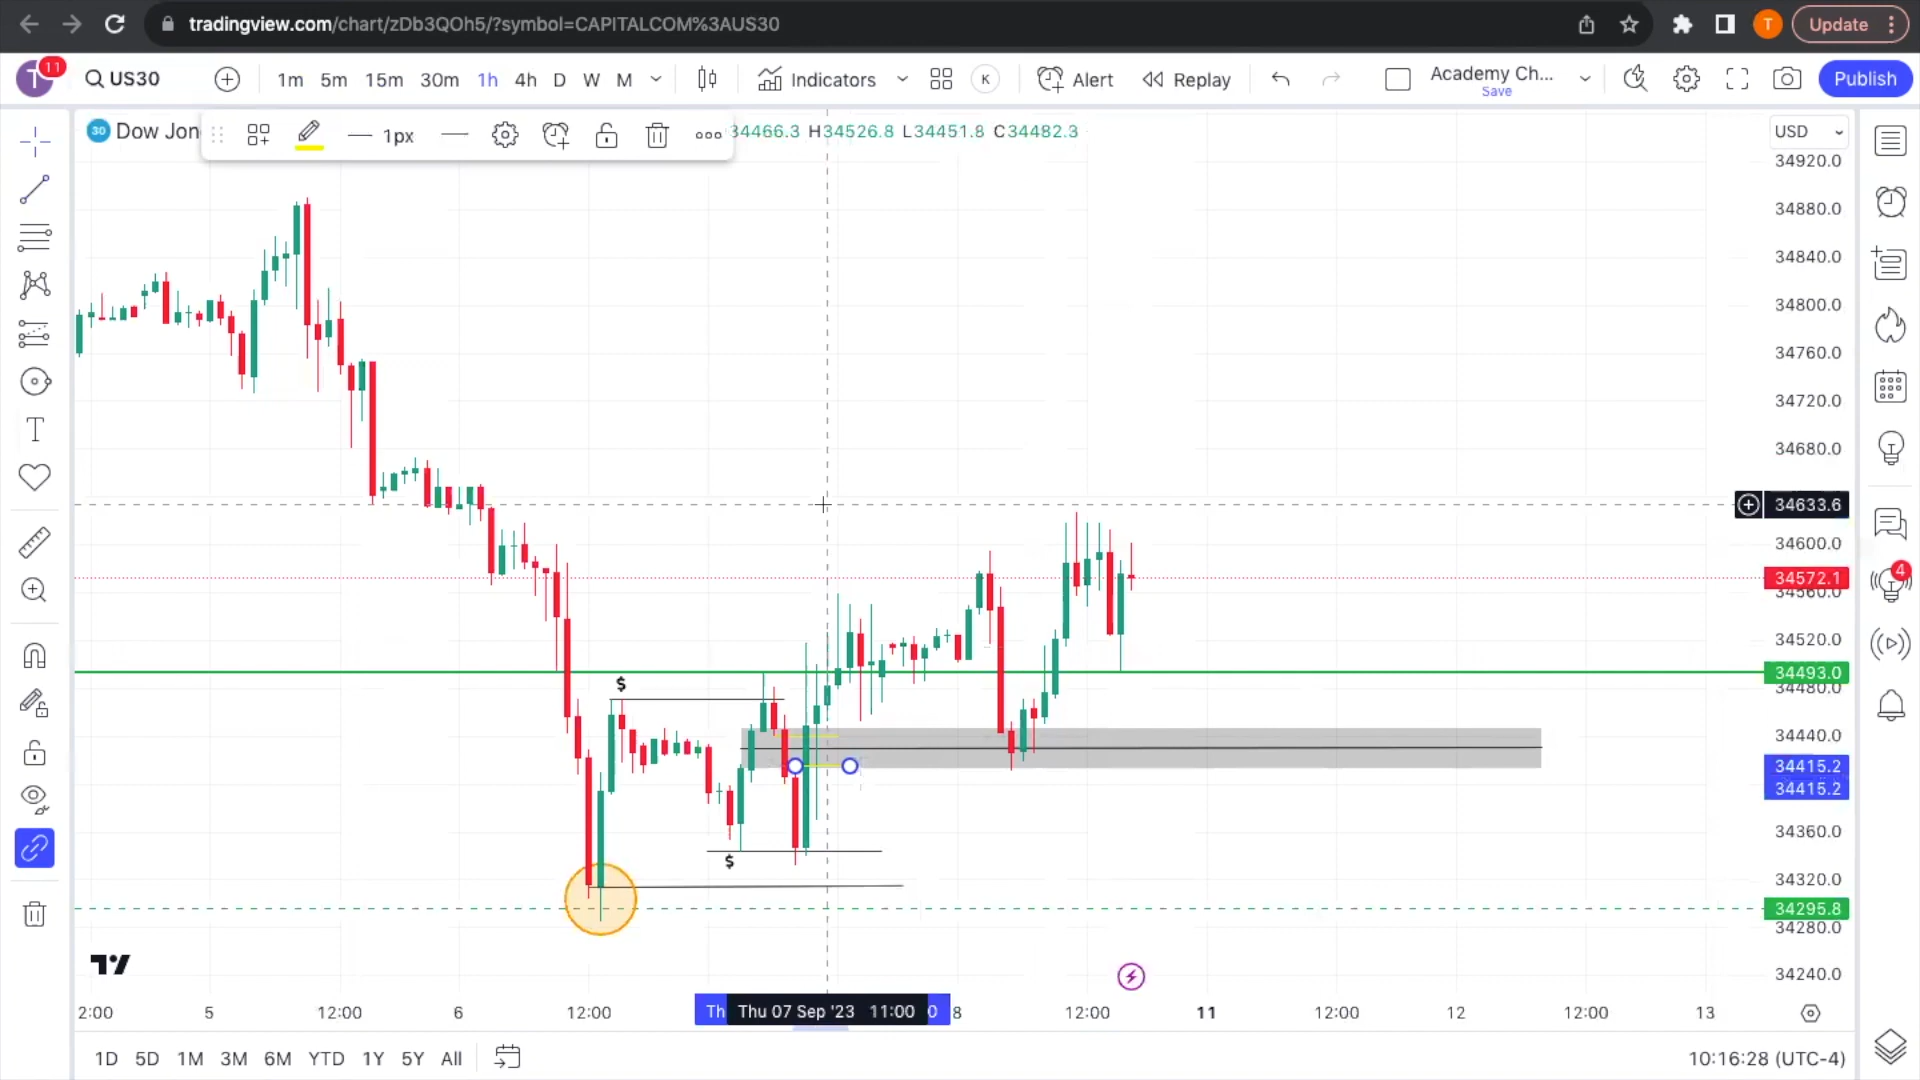 tradingview.com/chart/zDb3QOh5/?symbol=CAPITALCOM%3AUS30
T
Update
T
11
US30
1m 5m 15m 30m 1h 4h D W M
Indicators
K
Alert
Replay
Academy Ch...
Save
Publish
30 Dow Jon
1px
34466.3 H34526.8 L34451.8 C34482.3
USD
34920.0
34880.0
34840.0
34800.0
34760.0
34720.0
34680.0
34633.6
34600.0
34572.1
34560.0
34520.0
34493.0
34480.0
34440.0
34415.2
34415.2
34360.0
34320.0
34295.8
34280.0
34240.0
4
$
$
2:00 5 12:00 6 12:00 Th Thu 07 Sep '23 11:00 0 8 12:00 11 12:00 12 12:00 13
1D 5D 1M 3M 6M YTD 1Y 5Y All
10:16:28 (UTC-4)